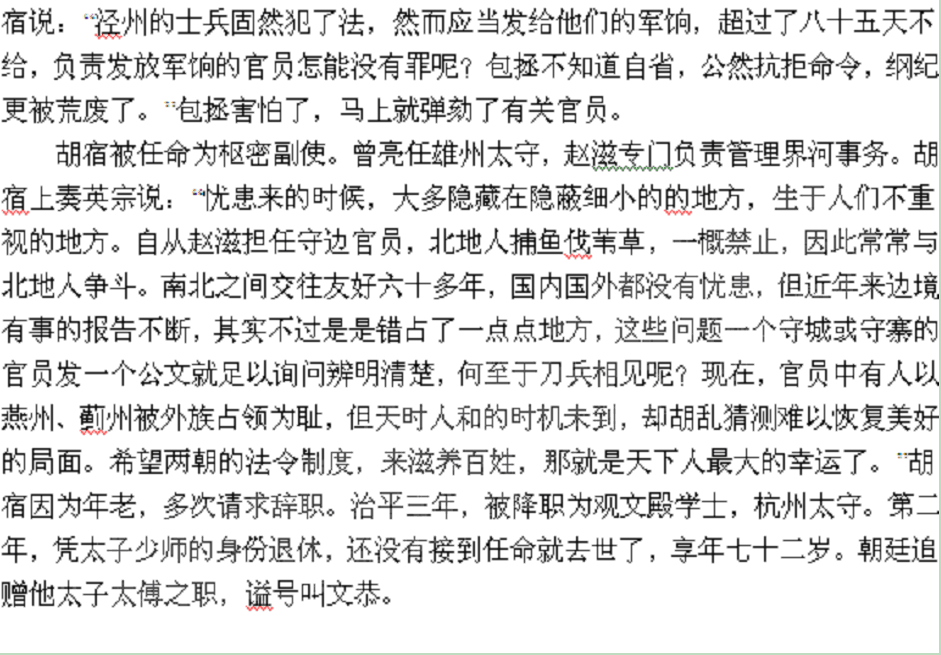 宿说：“泾州的士兵固然犯了法，然而应当发给他们的军饷，超过了八十五天不
给，负责发放军饷的官员怎能没有罪呢？包拯不知道自省，公然抗拒命令，纲纪
更被荒废了。”包拯害怕了，马上就弹劾了有关官员。
胡宿被任命为枢密副使。曾亮任雄州太守，赵滋专门负责管理界河事务。胡
宿上奏英宗说：“忧患来的时候，大多隐藏在隐蔽细小的的地方，生于人们不重
视的地方。自从赵滋担任守边官员，北地人捕鱼伐苇草，一概禁止，因此常常与
北地人争斗。南北之间交往友好六十多年，国内国外都没有忧患，但近年来边境
有事的报告不断，其实不过是是错占了一点点地方，这些问题一个守城或守寨的
官员发一个公文就足以询问辨明清楚，何至于刀兵相见呢？现在，官员中有人以
燕州、蓟州被外族占领为耻，但天时人和的时机未到，却胡乱猜测难以恢复美好
的局面。希望两朝的法令制度，来滋养百姓，那就是天下人最大的幸运了。”胡
宿因为年老，多次请求辞职。治平三年，被降职为观文殿学士，杭州太守。第二
年，凭太子少师的身份退休，还没有接到任命就去世了，享年七十二岁。朝廷追
赠他太子太傅之职，谥号叫文恭。